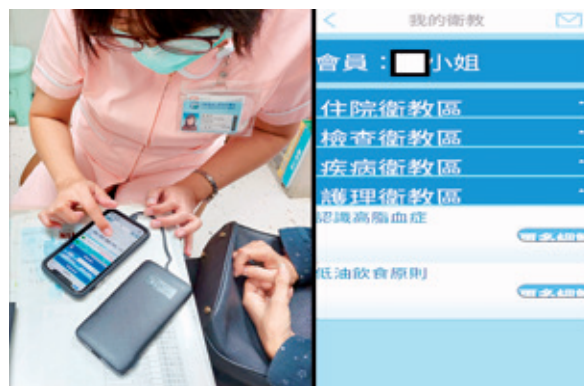 我的衛教
會員：小姐
住院衛教區
檢查衛教區
疾病衛教區
護理衛教區
認識高脂血症
低油飲食原則